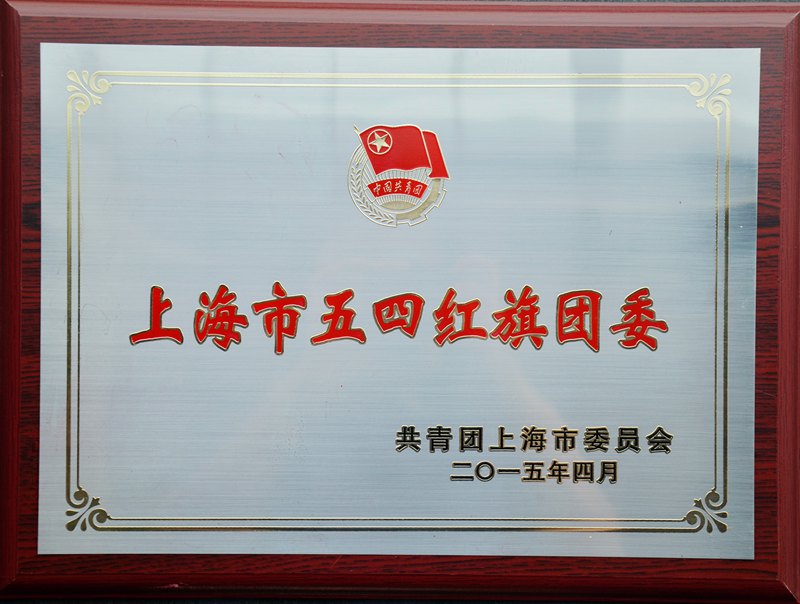 中国共青团
上海市五四红旗团委
共青团上海市委员会
二〇一五年四月